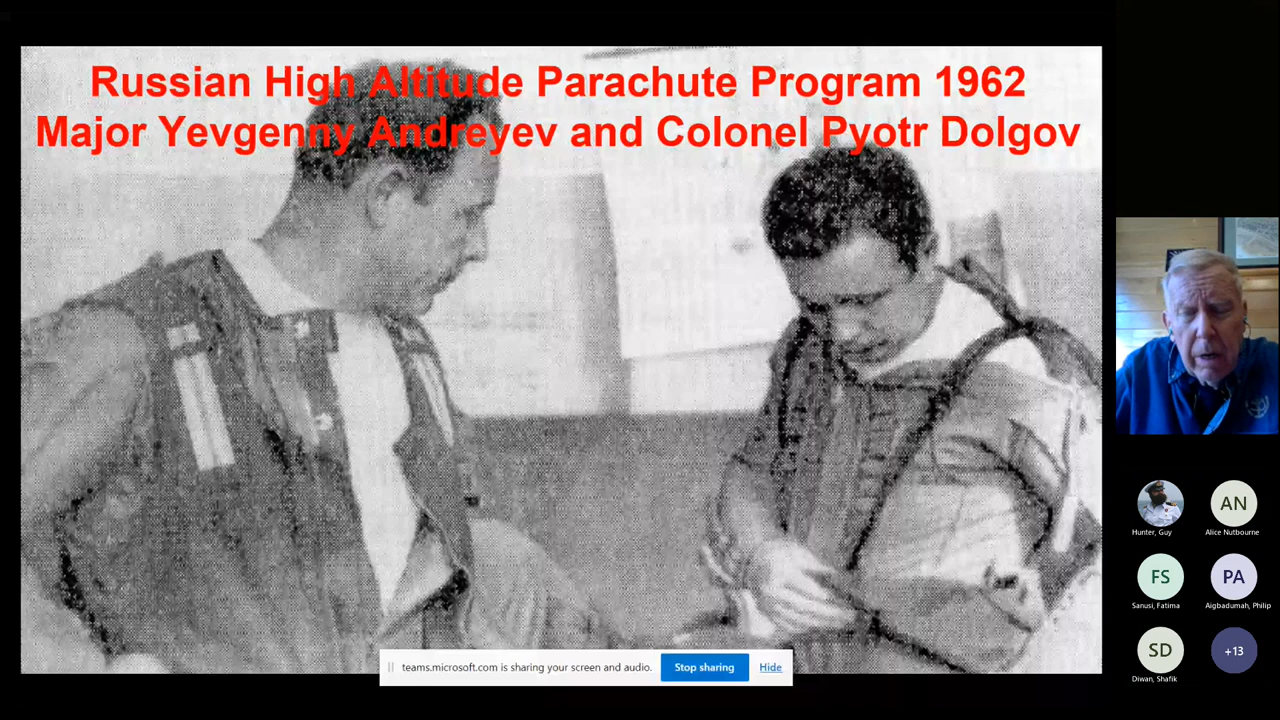 Russian High Altitude Parachute Program 1962
Major Yevgenny Andreyev and Colonel Pyotr Dolgov
Hunter, Guy
AN
Alice Nutbourne
FS
Sanusi, Fatima
PA
Aigbadumah, Philip
SD
Diwan, Shafik
+13
teams.microsoft.com is sharing your screen and audio.
Stop sharing
Hide